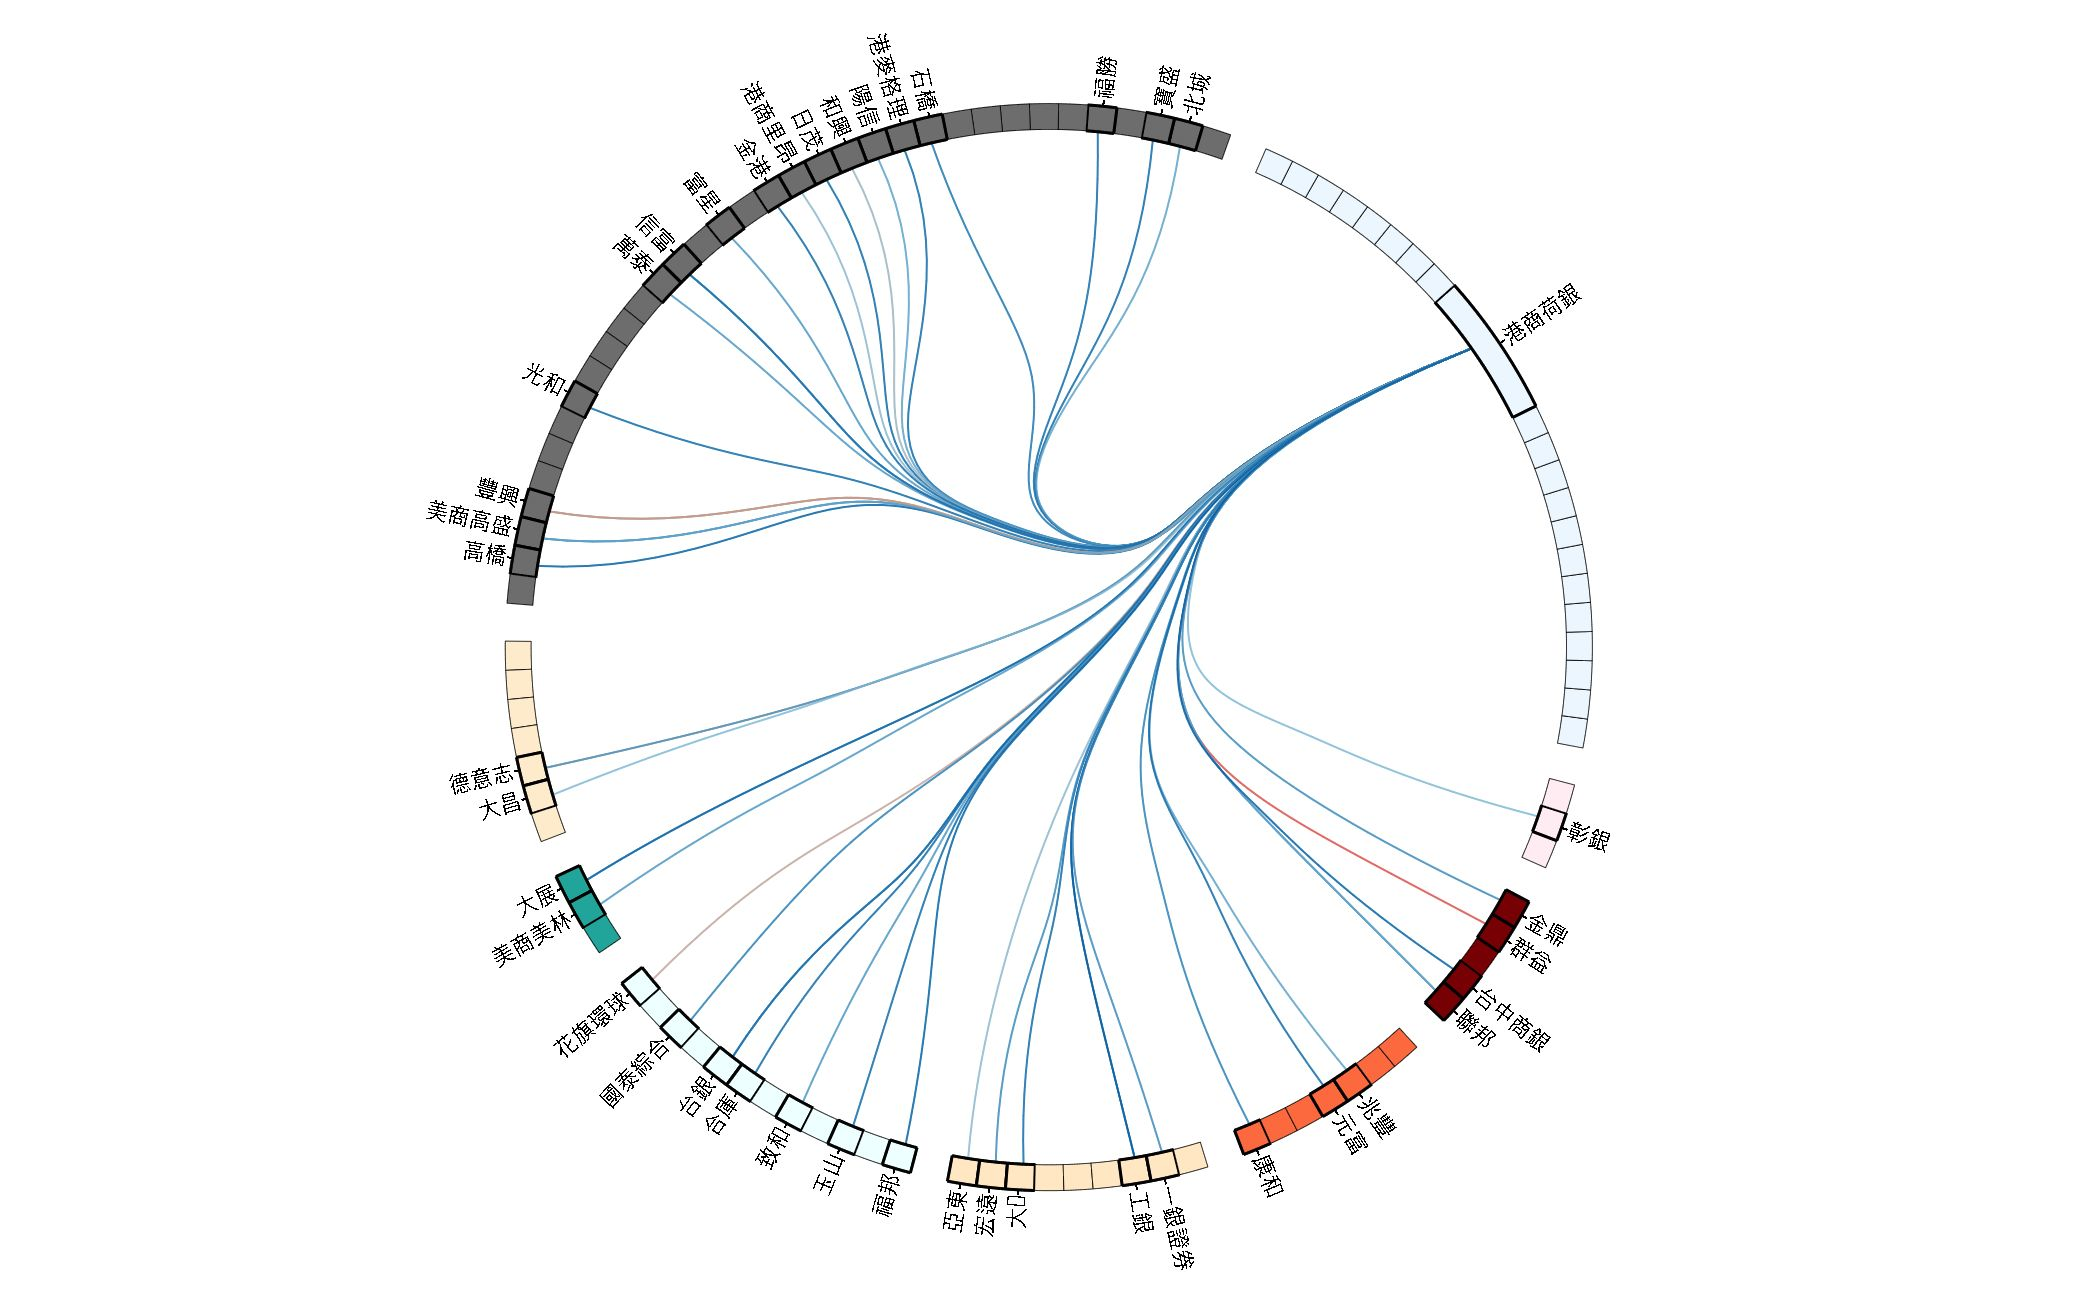 港商荷銀
彰銀
金鼎
群益
台中商銀
聯邦
兆豐
元富
康和
一銀證券
工銀
大
宏遠
亞東
福邦
玉山
致和
合庫
台銀
國泰綜合
花旗環球
美商美林
大展
大昌
德意志
高橋
美商高盛
豐興
光和
萬泰
信富
富星
金港
港商里昂
日茂
和興
陽信
港麥格理
石橋
福勝
寶盛
北城